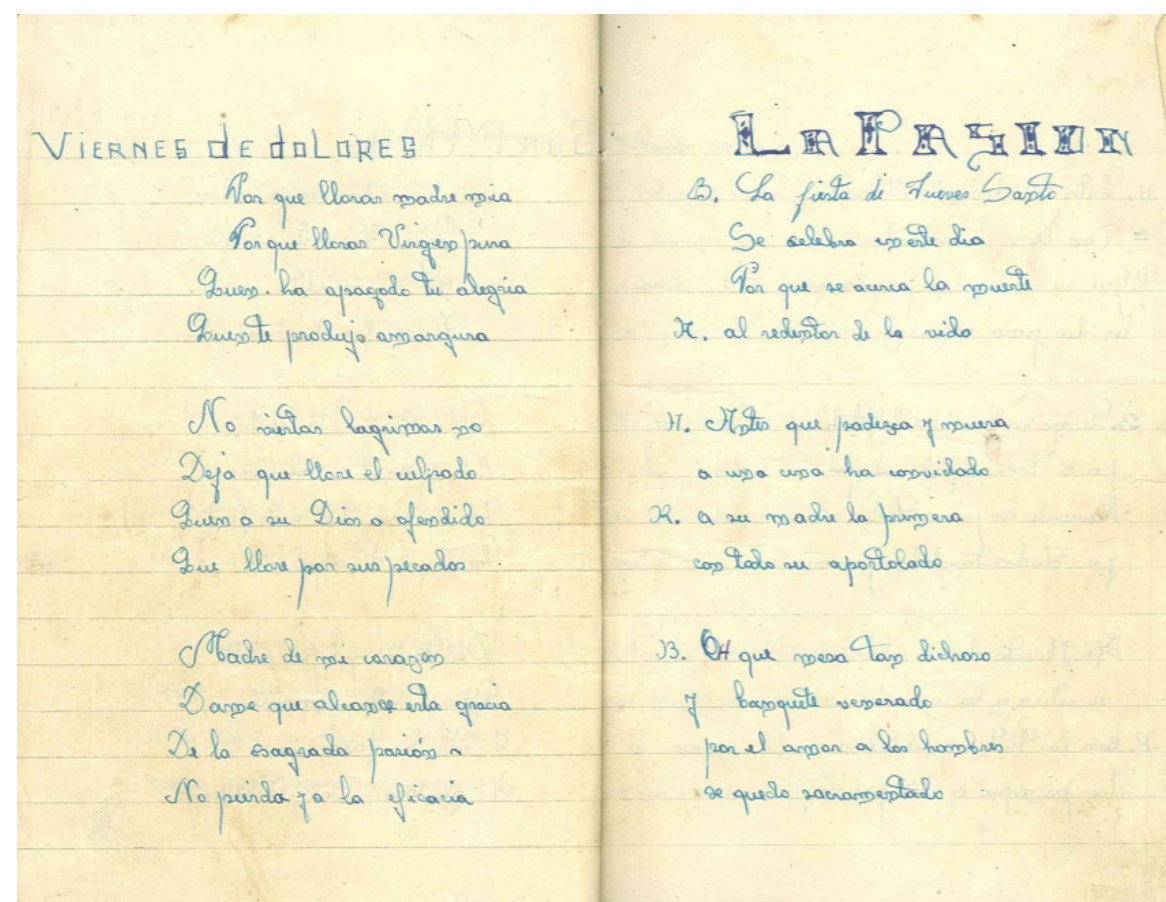 VIERNES DE DOLORES
Por que lloras madre mia
Por que lloras Virgen pura
Quien ha apagado tu alegria
Quien te produjo amargura
No viertas lagrimas no
Deja que llore el culpado
Quien a su Dios a ofendido
Que llore por sus pecados
Madre de mi corazón
Dame que alcance esta gracia
De la sagrada pasión
No pierda ya la eficacia
LA PASION
B. La fiesta di Jueves Santo
Se celebra en este dia
Por que se acerca la muerte
H. al redentor de la vida
H. Antes que padezca y muera
a una cena ha convidado
a su madre la primera
con todo su apostolado
B. OH que mesa tan dichosa
y banquete venerado
por el amor a los hombres
se quedo sacramentado